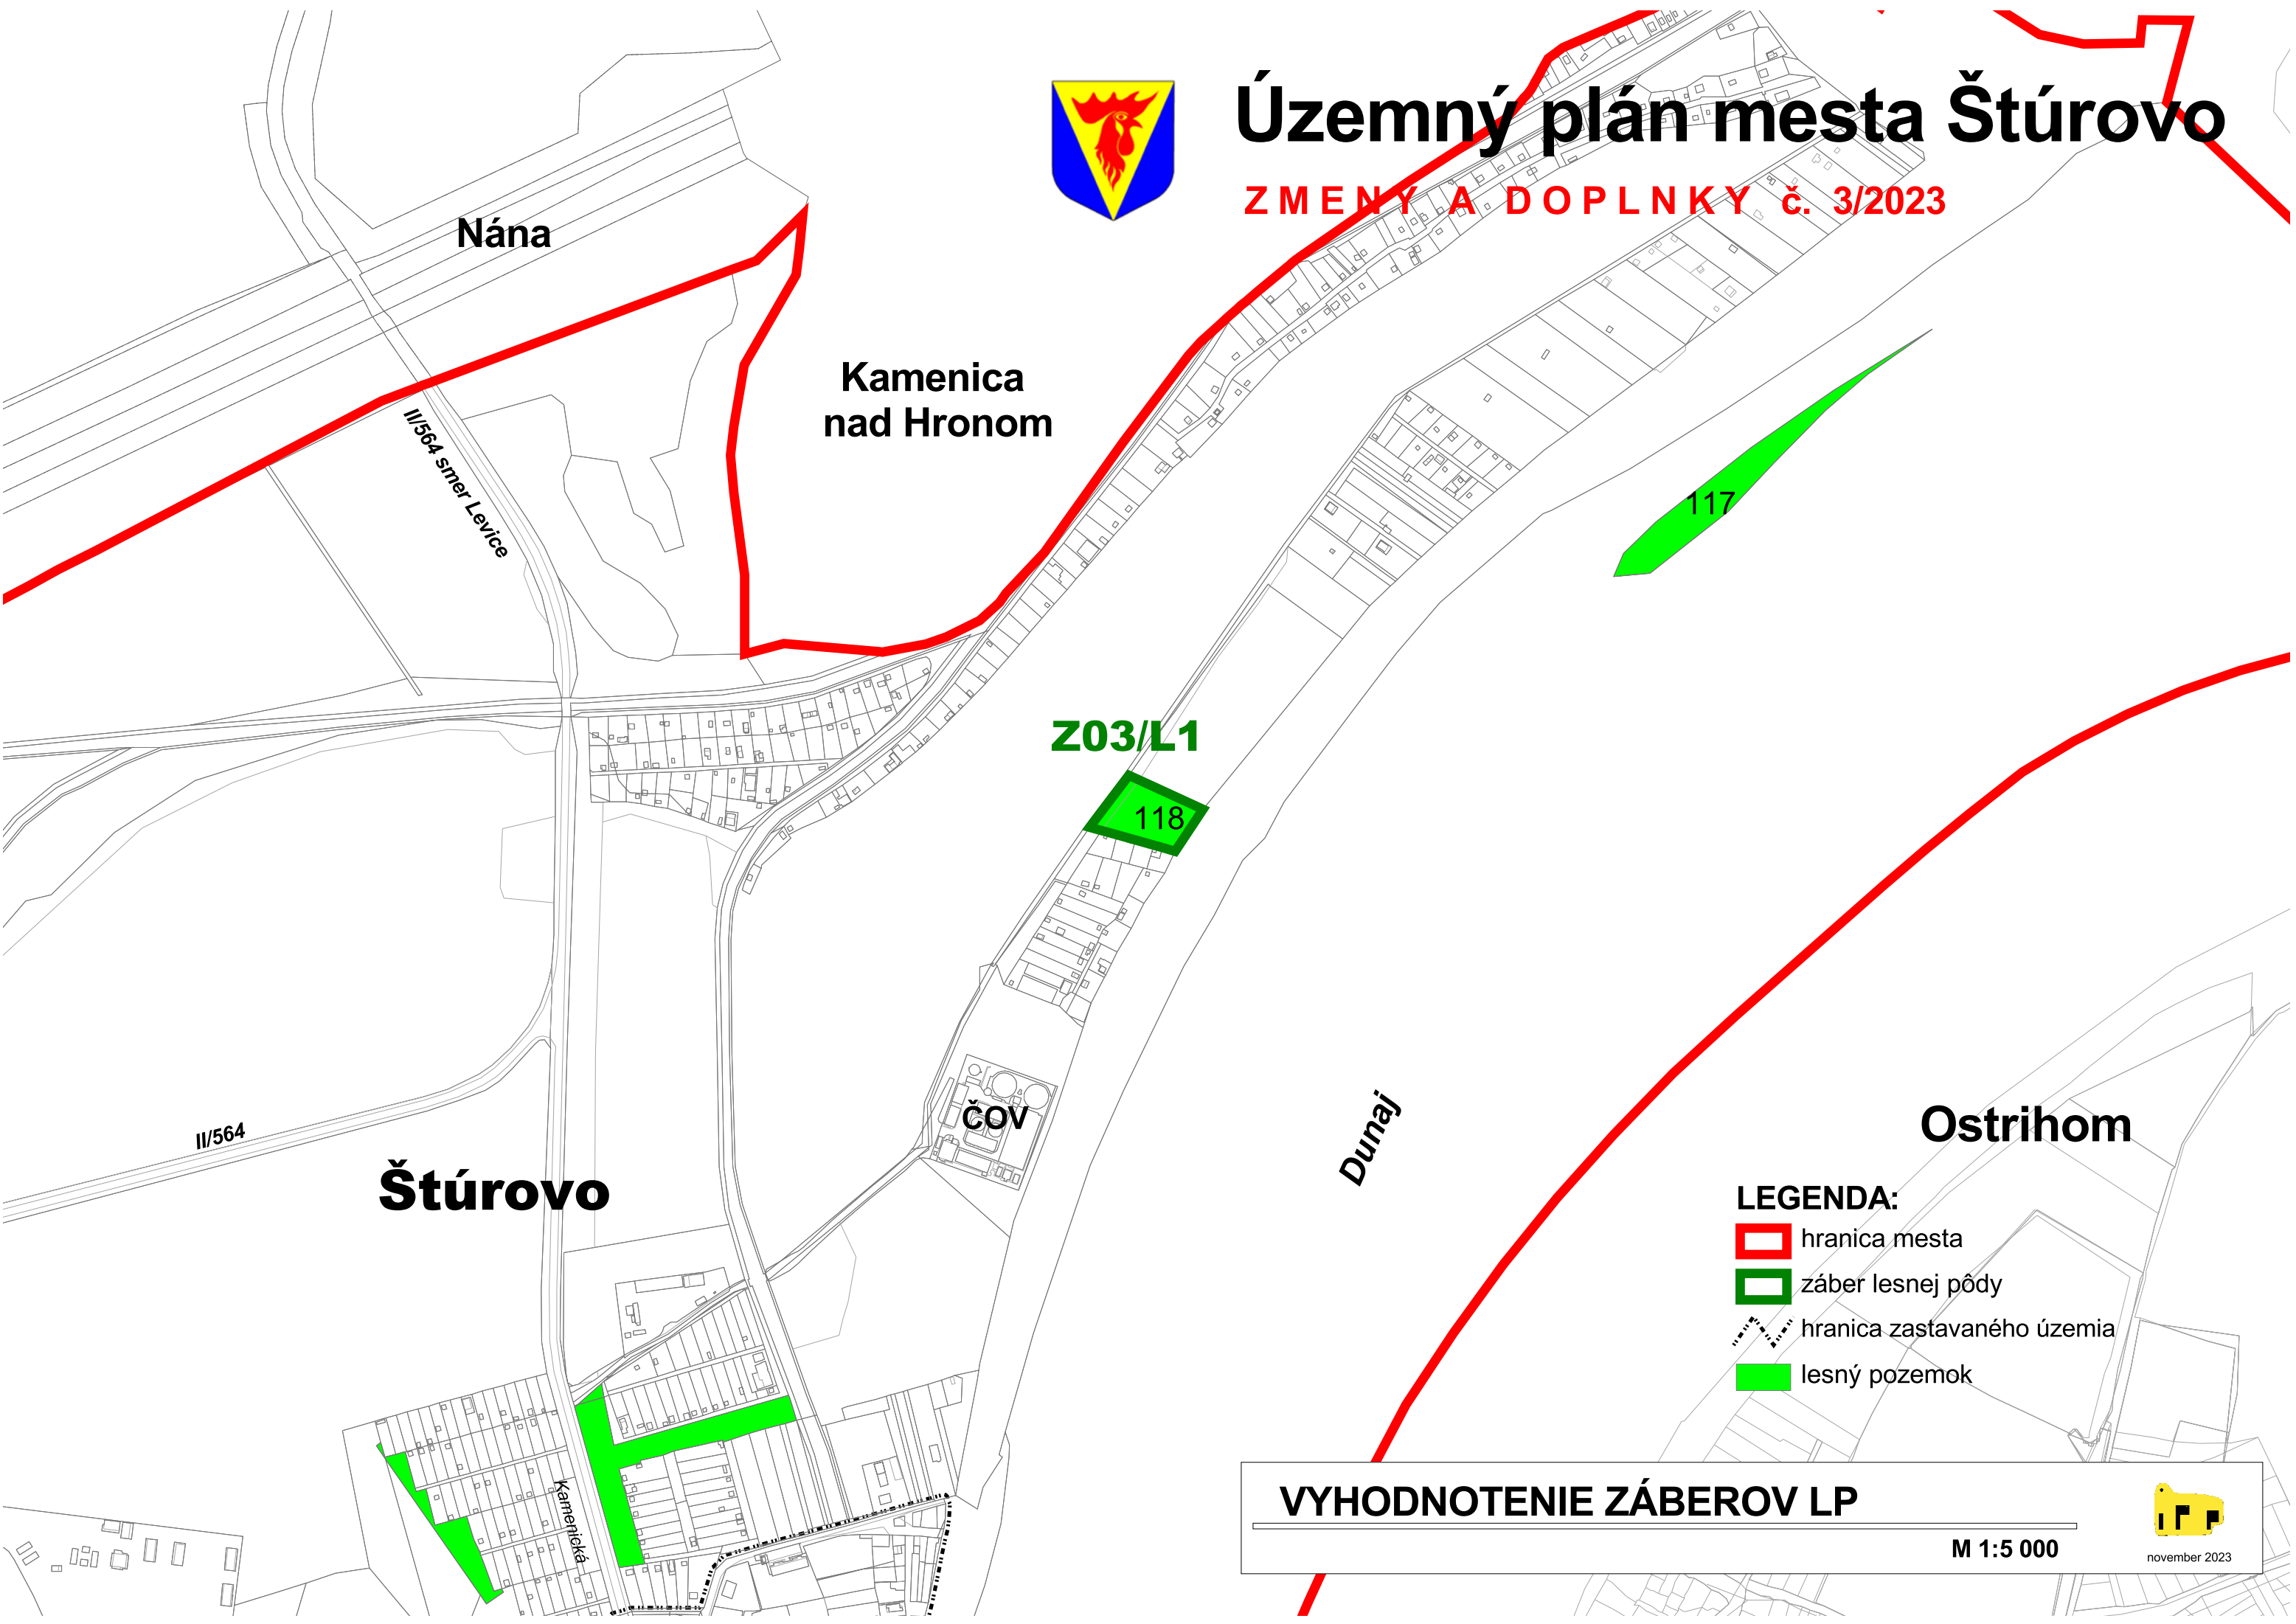 Územný plán mesta Štúrovo
ZMENY A DOPLNKY č. 3/2023
Nána
Kamenica
nad Hronom
II/564 smer Levice
117
Z03/L1
118
ČOV
Dunaj
Ostrihom
II/564
Štúrovo
Kamenická
LEGENDA:
hranica mesta
záber lesnej pôdy
hranica zastavaného územia
lesný pozemok
VYHODNOTENIE ZÁBEROV LP
M 1:5 000
november 2023